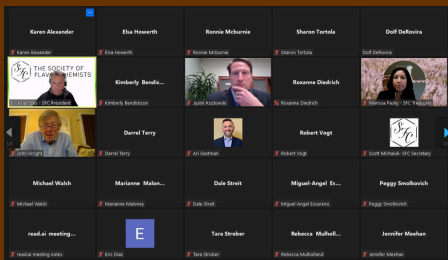 Karen Alexander
Elsa Howerth
Ronnie Mcburnie
Sharon Tortola
Dolf DeRovira
Karen Alexander
Elsa Howerth
Ronnie McBurnie
Sharon Tortola
Dolf DeRovira
THE SOCIETY OF
FLAVOR CHEMISTS
SFC President
Kimberly Bendic...
Kimberly Bendickson
Justin Kozlowski
Roxanne Diedrich
Roxanne Diedrich
SFC Treasurer
John Wright
Darrel Terry
Darrel Terry
Ari Gastman
Robert Vogt
Robert Vogt
SFC
Scott Michaluk - SFC Secretary
Michael Walsh
Marianne Malon...
Dale Streit
Miguel-Angel Es...
Peggy Smolkovich
Michael Walsh
Marianne Maloney
Dale Streit
Miguel-Angel Escareno
Peggy Smolkovich
read.ai meeting...
E
Tara Strober
Rebecca Mulholl...
Jennifer Meehan
read.ai meeting notes
Eric Diaz
Tara Strober
Rebecca Mulholland
Jennifer Meehan